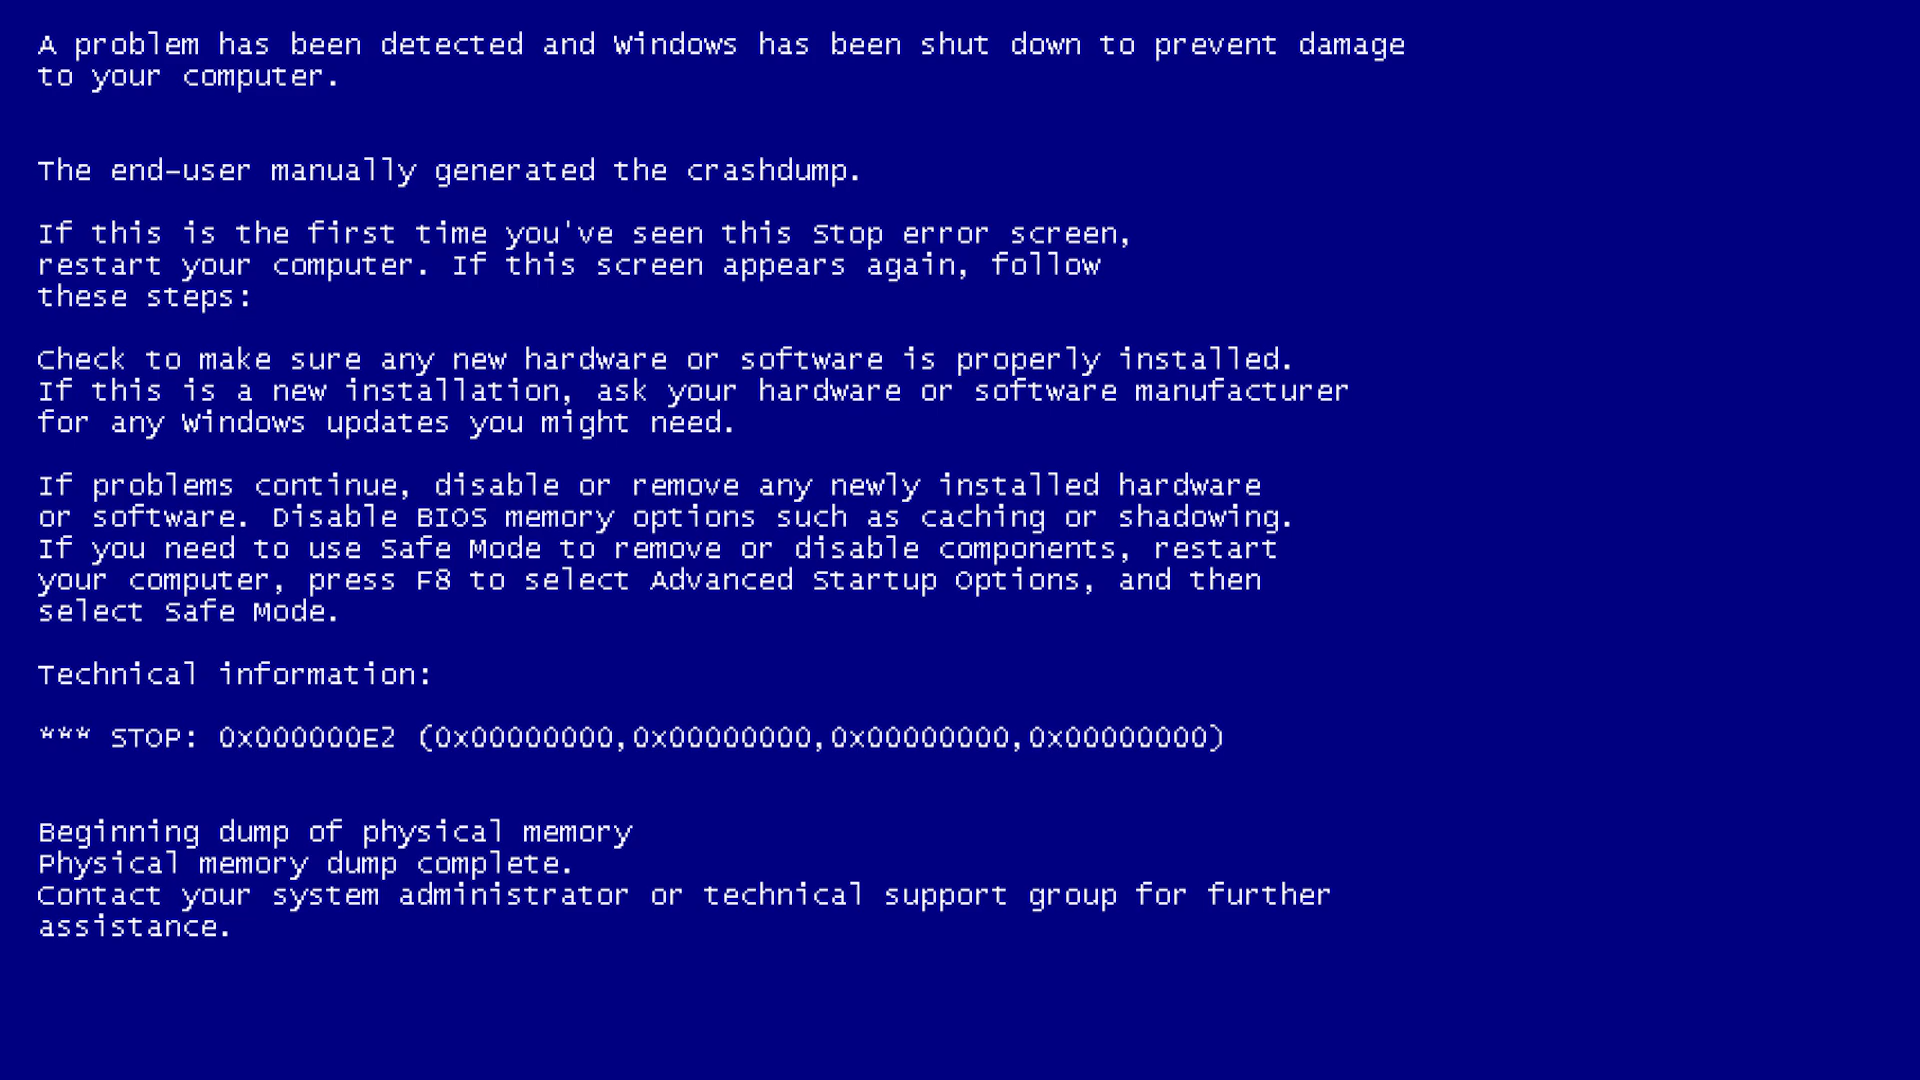 A problem has been detected and Windows has been shut down to prevent damage
to your computer.
The end-user manually generated the crashdump.
If this is the first time you've seen this Stop error screen,
restart your computer. If this screen appears again, follow
these steps:
Check to make sure any new hardware or software is properly installed.
If this is a new installation, ask your hardware or software manufacturer
for any Windows updates you might need.
If problems continue, disable or remove any newly installed hardware
or software. Disable BIOS memory options such as caching or shadowing.
If you need to use Safe Mode to remove or disable components, restart
your computer, press F8 to select Advanced Startup Options, and then
select Safe Mode.
Technical information:
*** STOP: 0x000000E2 (0x00000000,0x00000000,0x00000000,0x00000000)
Beginning dump of physical memory
Physical memory dump complete.
Contact your system administrator or technical support group for further
assistance.